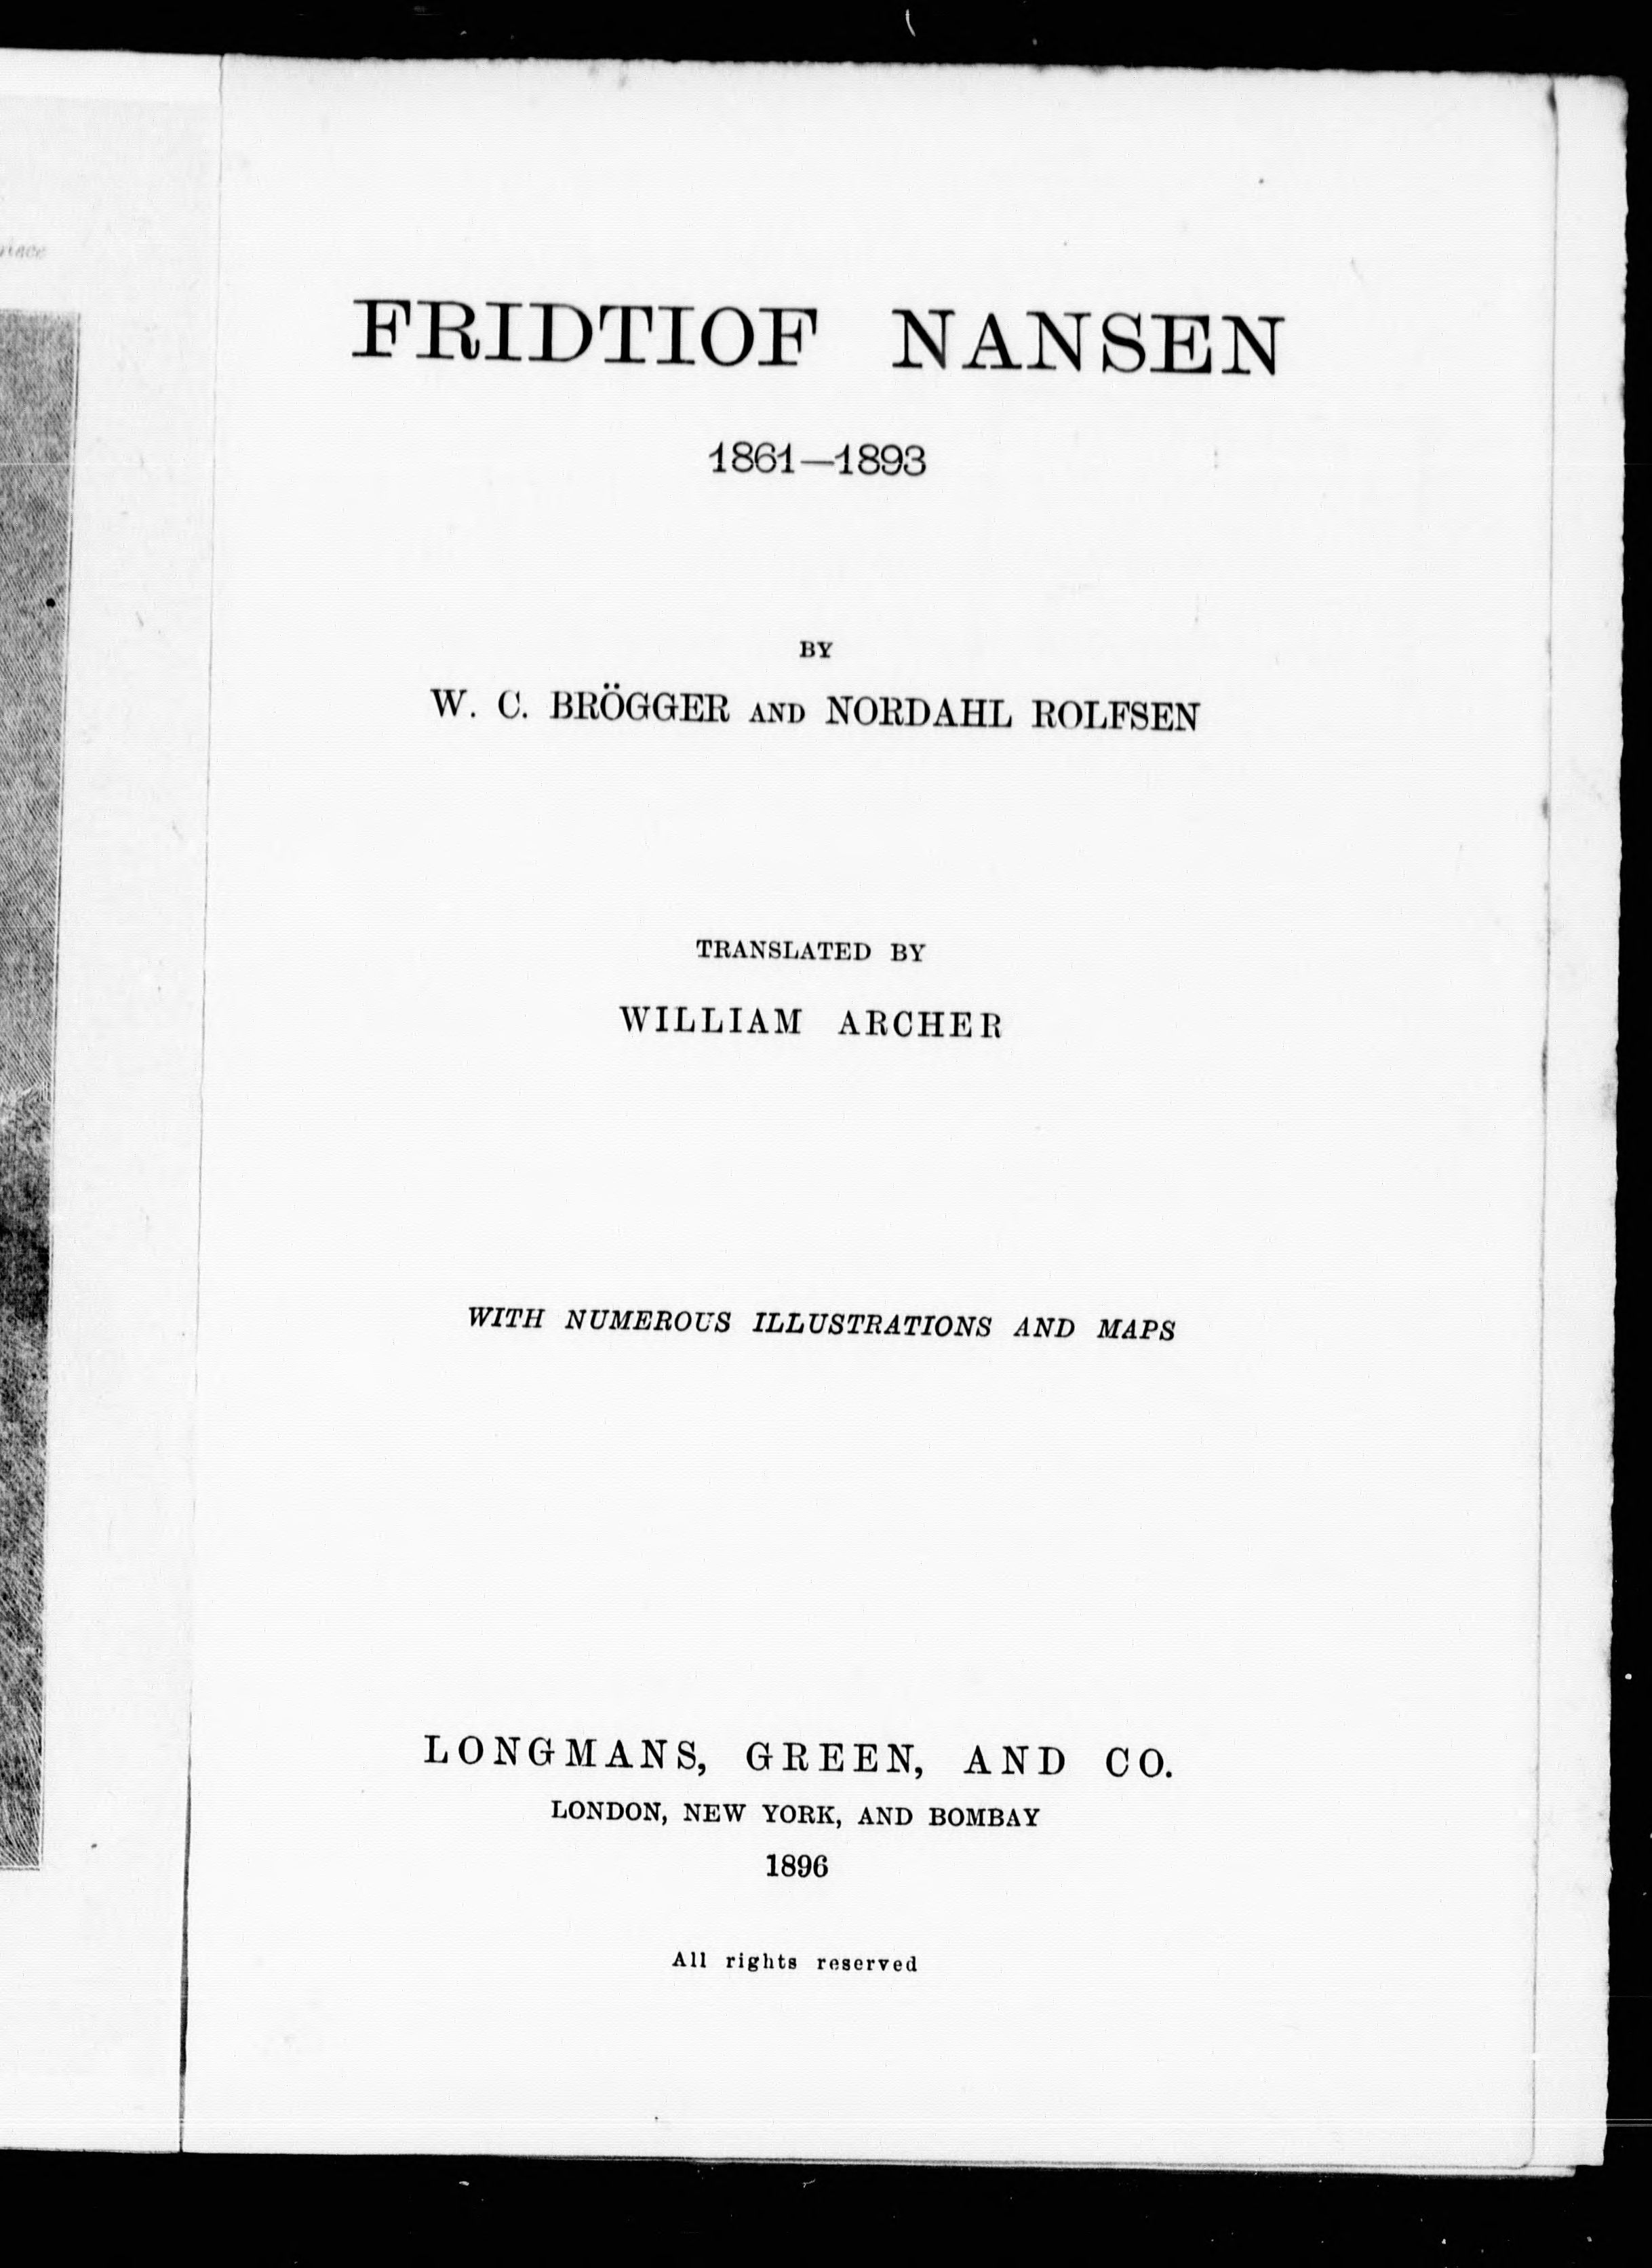 FRIDTIOF NANSEN
1861—1893
BY
W. C. BRÖGGER AND NORDAHL ROLFSEN
TRANSLATED BY
WILLIAM ARCHER
WITH NUMEROUS ILLUSTRATIONS AND MAPS
LONGMANS, GREEN, AND CO.
LONDON, NEW YORK, AND BOMBAY
1896
All rights reserved